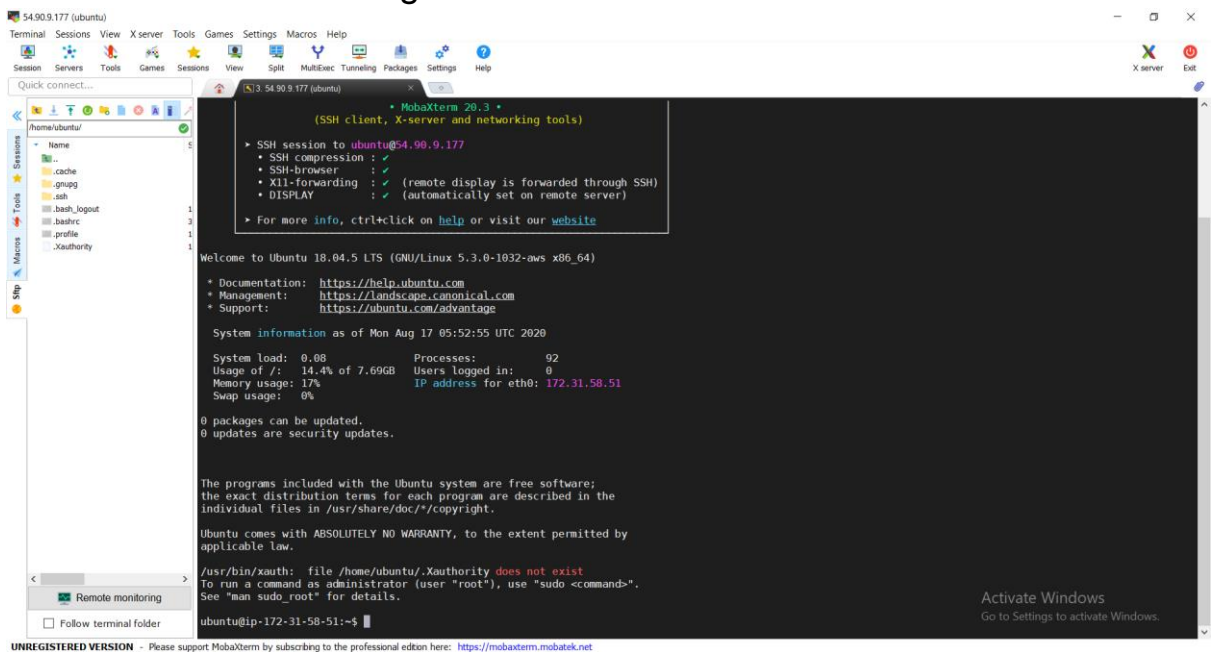 54.90.9.177 (ubuntu)
Terminal Sessions View X server Tools Games Settings Macros Help
Session Servers Tools Games Sessions View Split MultiExec Tunneling Packages Settings Help X server Exit
Quick connect...
3. 54.90.9.177 (ubuntu)
/home/ubuntu/
Name S
..
.cache
.gnupg
.ssh
.bash_logout 1
.bashrc 3
.profile 1
.Xauthority 1
Sessions
Tools
Macros
Sftp
• MobaXterm 20.3 •
(SSH client, X-server and networking tools)
➤ SSH session to ubuntu@54.90.9.177
• SSH compression : ✔
• SSH-browser : ✔
• X11-forwarding : ✔ (remote display is forwarded through SSH)
• DISPLAY : ✔ (automatically set on remote server)
➤ For more info, ctrl+click on help or visit our website
Welcome to Ubuntu 18.04.5 LTS (GNU/Linux 5.3.0-1032-aws x86_64)
* Documentation: https://help.ubuntu.com
* Management: https://landscape.canonical.com
* Support: https://ubuntu.com/advantage
System information as of Mon Aug 17 05:52:55 UTC 2020
System load: 0.08 Processes: 92
Usage of /: 14.4% of 7.69GB Users logged in: 0
Memory usage: 17% IP address for eth0: 172.31.58.51
Swap usage: 0%
0 packages can be updated.
0 updates are security updates.
The programs included with the Ubuntu system are free software;
the exact distribution terms for each program are described in the
individual files in /usr/share/doc/*/copyright.
Ubuntu comes with ABSOLUTELY NO WARRANTY, to the extent permitted by
applicable law.
/usr/bin/xauth: file /home/ubuntu/.Xauthority does not exist
To run a command as administrator (user "root"), use "sudo <command>".
See "man sudo_root" for details.
ubuntu@ip-172-31-58-51:~$
Remote monitoring
Follow terminal folder
Activate Windows
Go to Settings to activate Windows.
UNREGISTERED VERSION - Please support MobaXterm by subscribing to the professional edition here: https://mobaxterm.mobatek.net